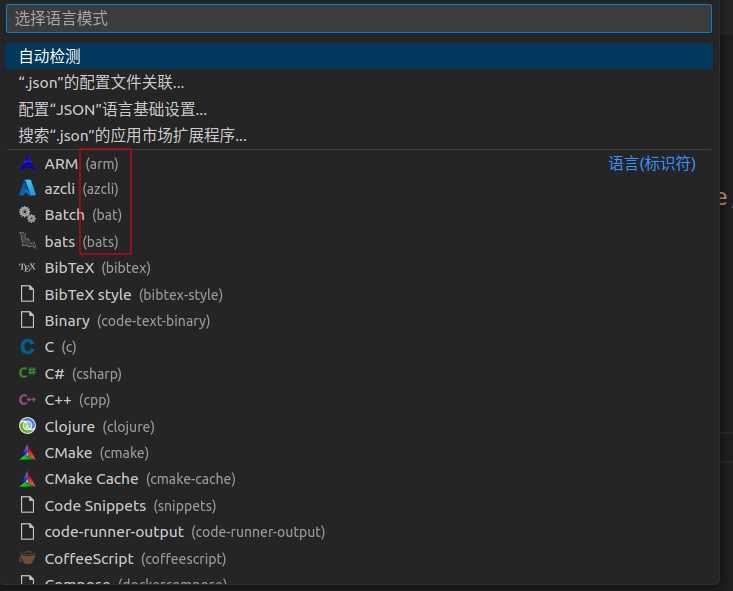 选择语言模式
自动检测
“.json”的配置文件关联...
配置“JSON”语言基础设置...
搜索“.json”的应用市场扩展程序...
ARM (arm) 语言(标识符)
azcli (azcli)
Batch (bat)
bats (bats)
TEX BibTeX (bibtex)
BibTeX style (bibtex-style)
Binary (code-text-binary)
C C (c)
C# C# (csharp)
C++ C++ (cpp)
Clojure (clojure)
CMake (cmake)
CMake Cache (cmake-cache)
Code Snippets (snippets)
code-runner-output (code-runner-output)
CoffeeScript (coffeescript)
Compose (dockercompose)